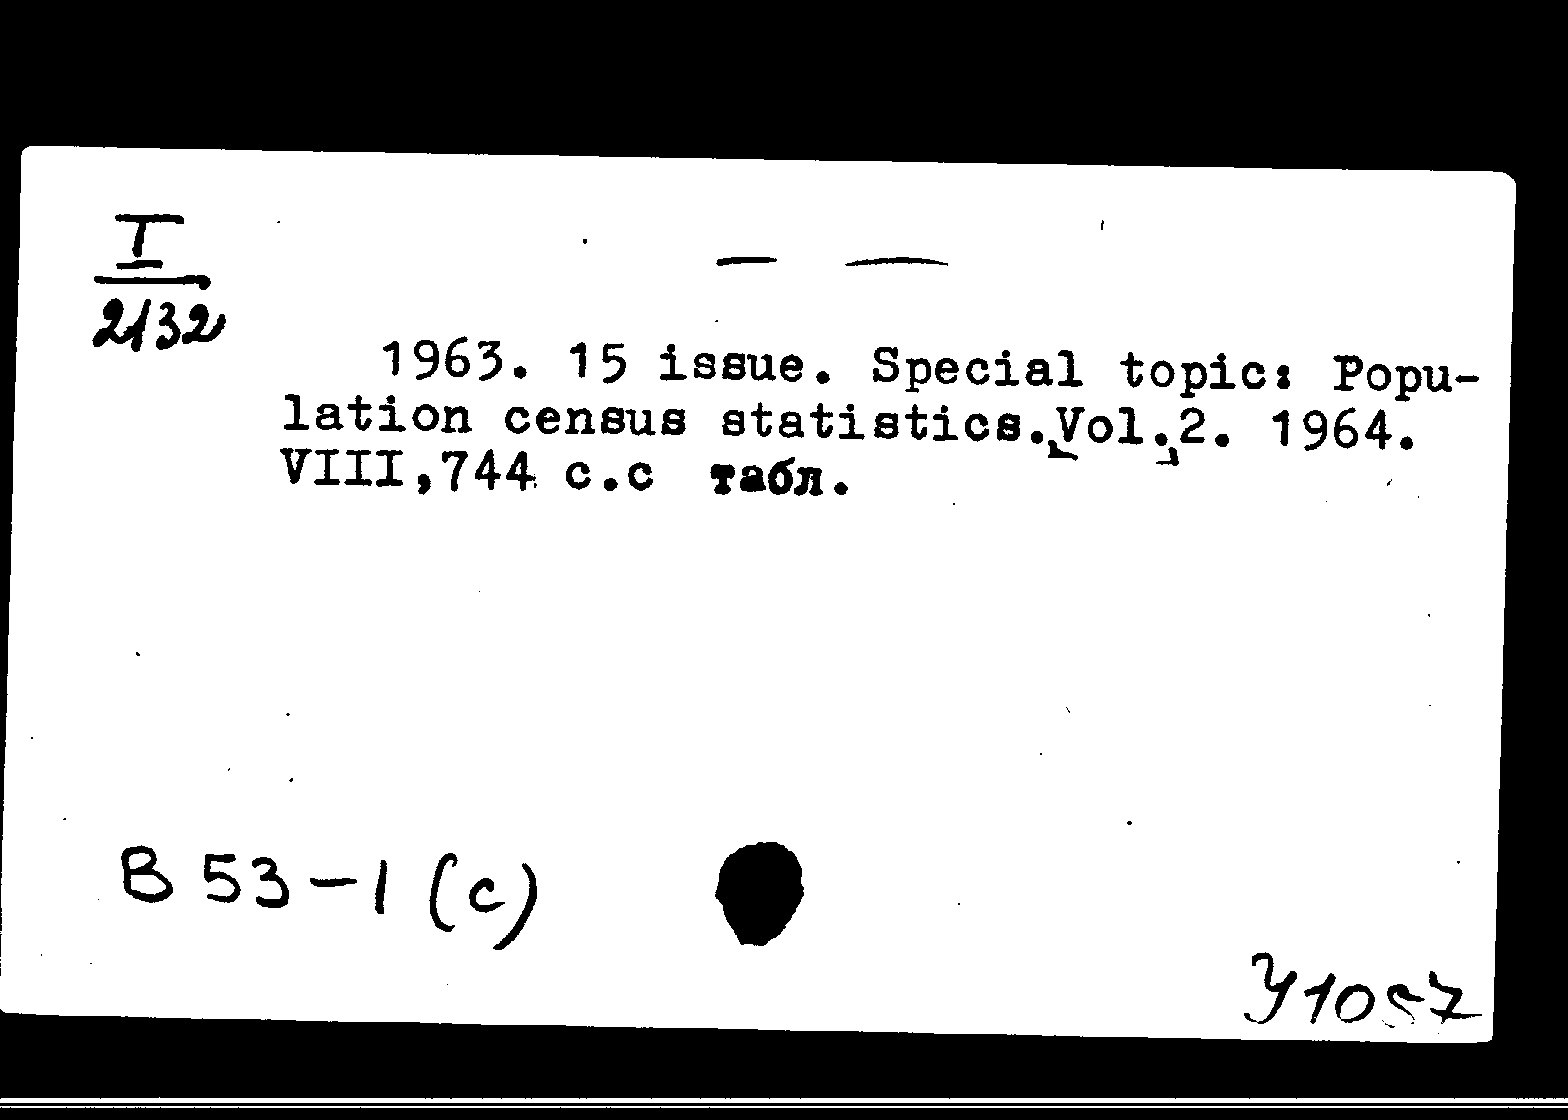 I
2132
— —
1963. 15 issue. Special topic: Popu-
lation census statistics. Vol. 2. 1964.
VIII,744 c.c табл.
B 53-1 (c)